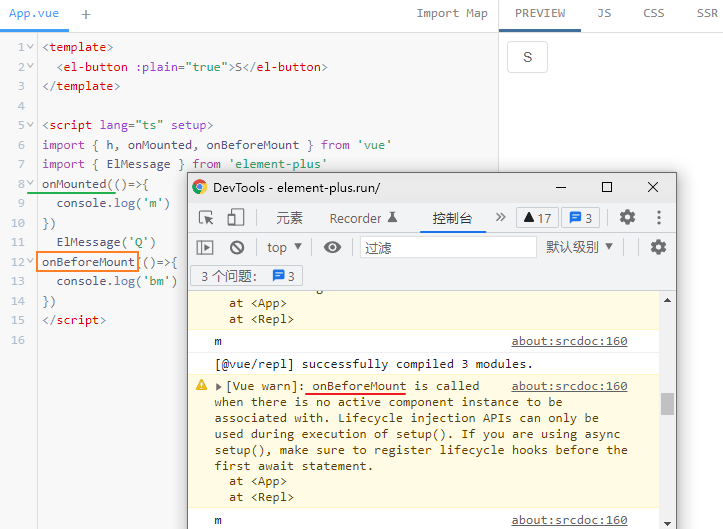 App.vue + Import Map PREVIEW JS CSS SSR
1 <template>
2 <el-button :plain="true">S</el-button>
3 </template>
4
5 <script lang="ts" setup>
6 import { h, onMounted, onBeforeMount } from 'vue'
7 import { ElMessage } from 'element-plus'
8 onMounted(()=>{
9 console.log('m')
10 })
11 ElMessage('Q')
12 onBeforeMount(()=>{
13 console.log('bm')
14 })
15 </script>
16
S
DevTools - element-plus.run/
元素 Recorder 控制台 » 17 3
top 过滤 默认级别
3 个问题: 3
at <App>
at <Repl>
m about:srcdoc:160
[@vue/repl] successfully compiled 3 modules.
[Vue warn]: onBeforeMount is called about:srcdoc:160
when there is no active component instance to be
associated with. Lifecycle injection APIs can only be
used during execution of setup(). If you are using async
setup(), make sure to register lifecycle hooks before the
first await statement.
at <App>
at <Repl>
m about:srcdoc:160